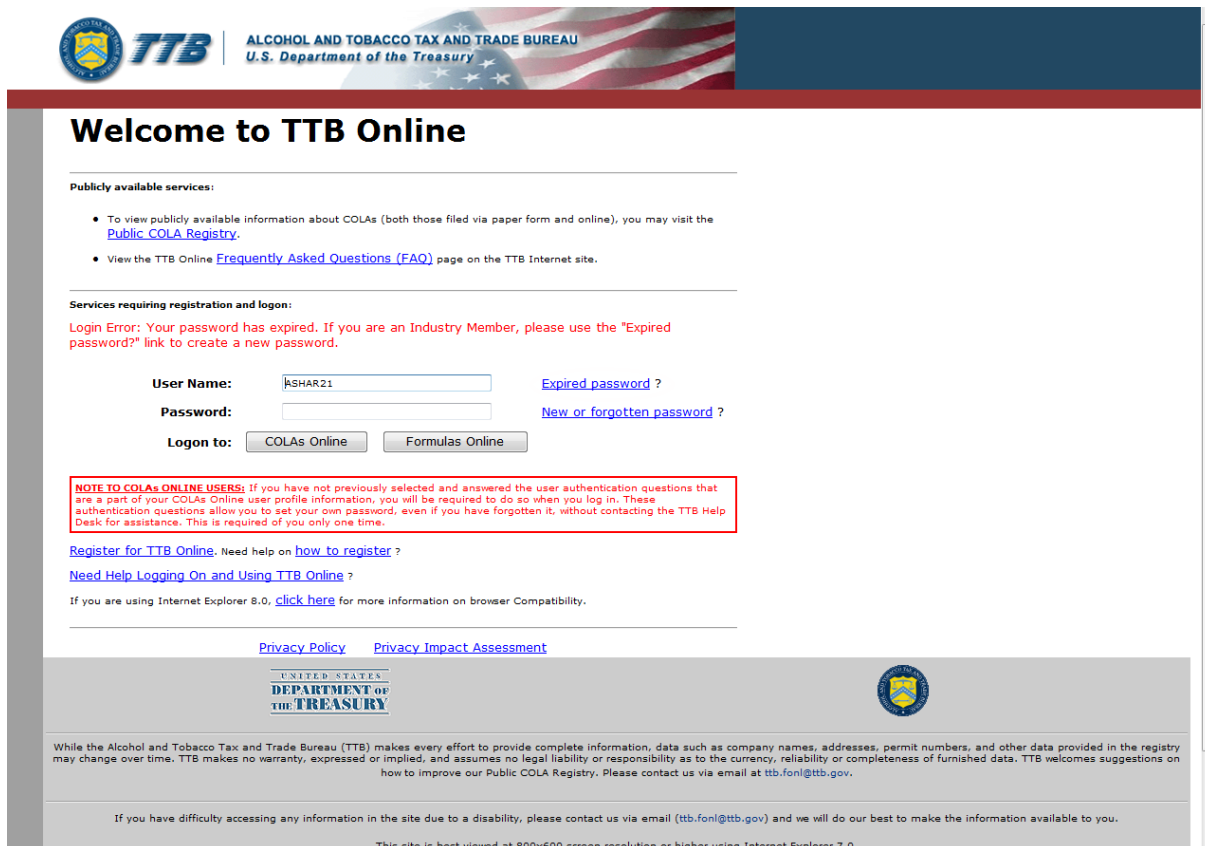 TTB
ALCOHOL AND TOBACCO TAX AND TRADE BUREAU
U.S. Department of the Treasury
Welcome to TTB Online
Publicly available services:
• To view publicly available information about COLAs (both those filed via paper form and online), you may visit the
Public COLA Registry.
• View the TTB Online Frequently Asked Questions (FAQ) page on the TTB Internet site.
Services requiring registration and logon:
Login Error: Your password has expired. If you are an Industry Member, please use the "Expired
password?" link to create a new password.
User Name: ASHAR21 Expired password ?
Password: New or forgotten password ?
Logon to: COLAs Online Formulas Online
NOTE TO COLAs ONLINE USERS: If you have not previously selected and answered the user authentication questions that
are a part of your COLAs Online user profile information, you will be required to do so when you log in. These
authentication questions allow you to set your own password, even if you have forgotten it, without contacting the TTB Help
Desk for assistance. This is required of you only one time.
Register for TTB Online. Need help on how to register ?
Need Help Logging On and Using TTB Online ?
If you are using Internet Explorer 8.0, click here for more information on browser Compatibility.
Privacy Policy Privacy Impact Assessment
UNITED STATES
DEPARTMENT OF
THE TREASURY
While the Alcohol and Tobacco Tax and Trade Bureau (TTB) makes every effort to provide complete information, data such as company names, addresses, permit numbers, and other data provided in the registry
may change over time. TTB makes no warranty, expressed or implied, and assumes no legal liability or responsibility as to the currency, reliability or completeness of furnished data. TTB welcomes suggestions on
how to improve our Public COLA Registry. Please contact us via email at ttb.fonl@ttb.gov.
If you have difficulty accessing any information in the site due to a disability, please contact us via email (ttb.fonl@ttb.gov) and we will do our best to make the information available to you.
This site is best viewed at 800x600 screen resolution or higher using Internet Explorer 7.0